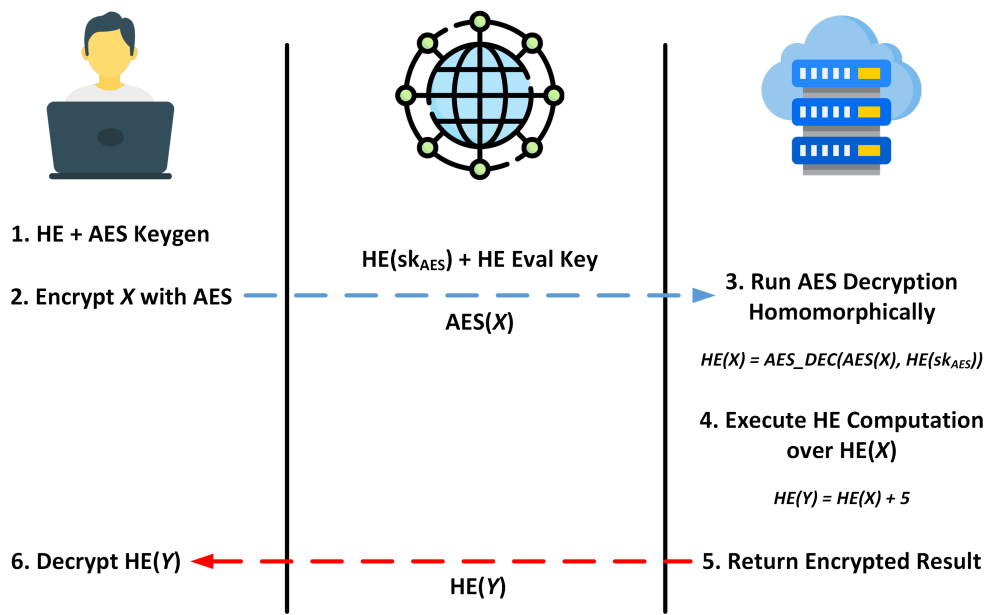 1. HE + AES Keygen
HE(sk_AES) + HE Eval Key
2. Encrypt X with AES
AES(X)
3. Run AES Decryption
Homomorphically
HE(X) = AES_DEC(AES(X), HE(sk_AES))
4. Execute HE Computation
over HE(X)
HE(Y) = HE(X) + 5
5. Return Encrypted Result
HE(Y)
6. Decrypt HE(Y)